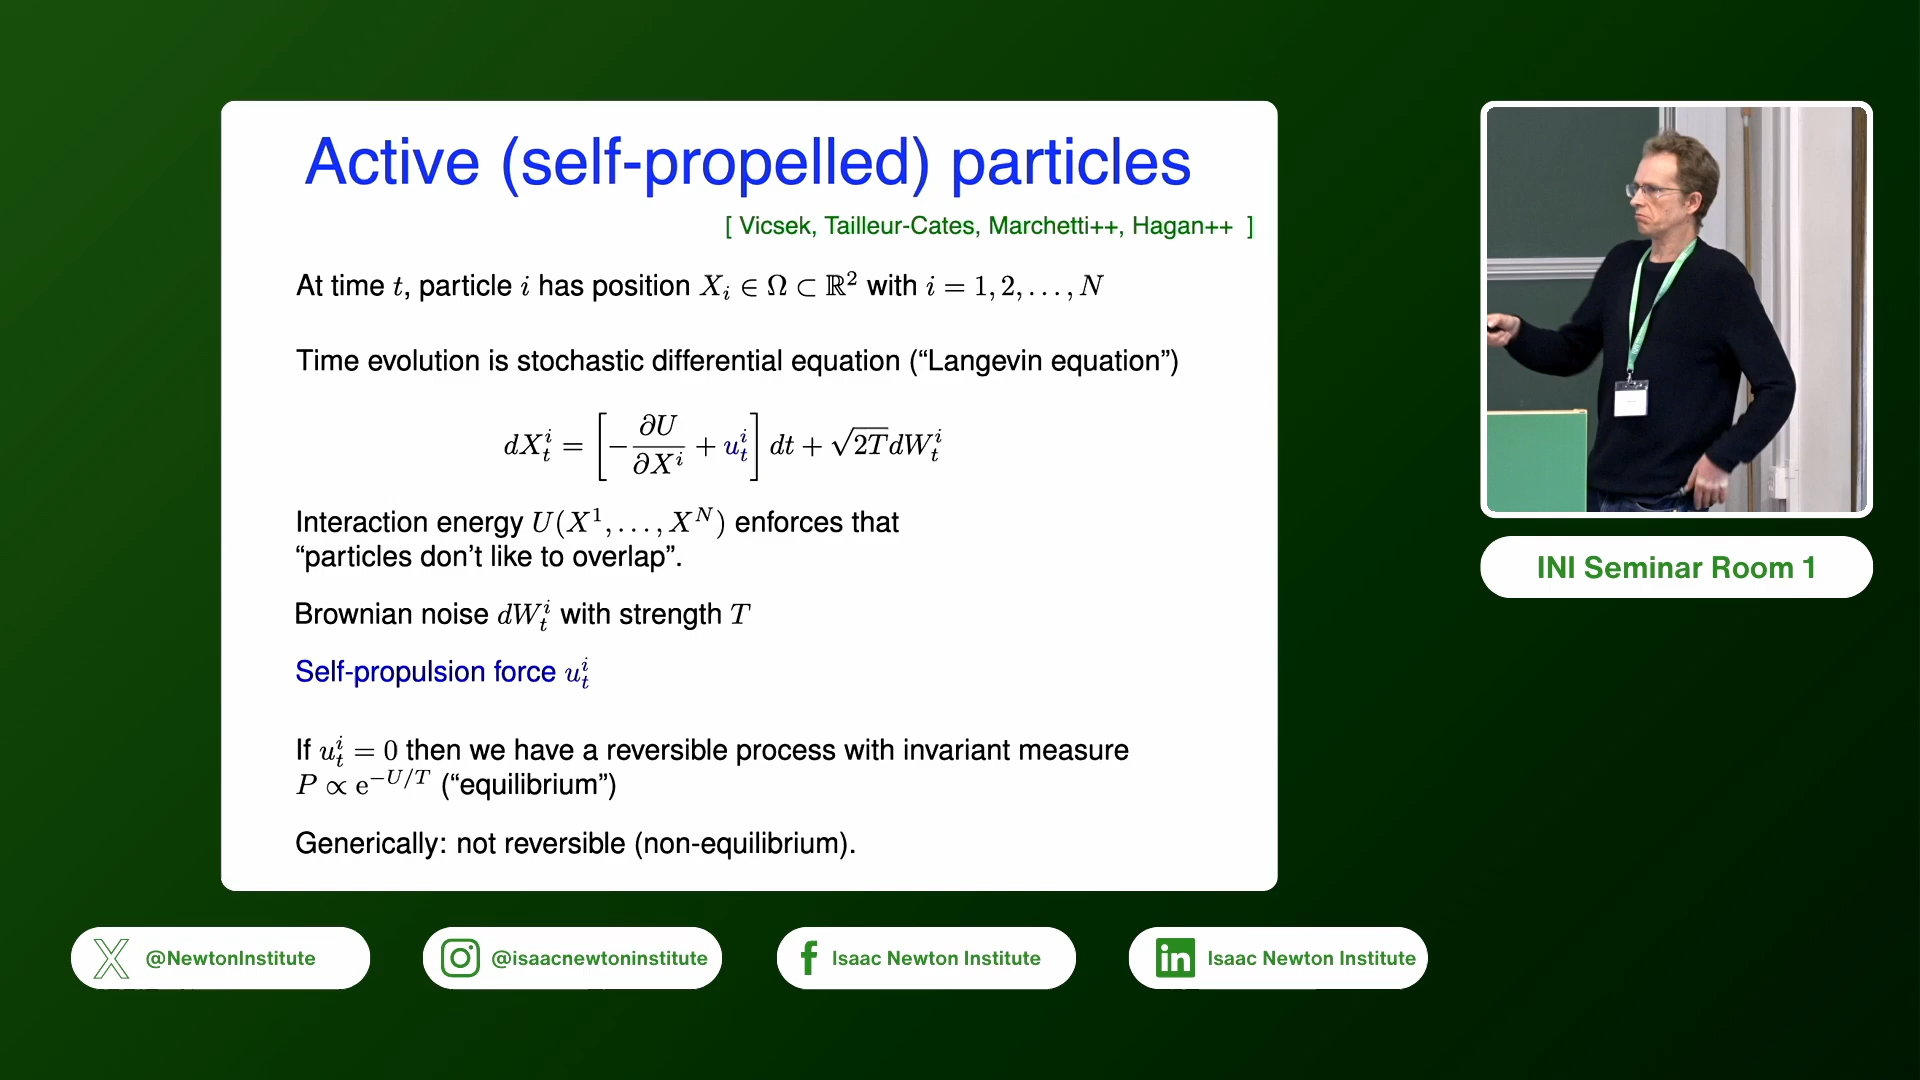 Active (self-propelled) particles
[ Vicsek, Tailleur-Cates, Marchetti++, Hagan++ ]
At time t, particle i has position X_i ∈ Ω ⊂ ℝ² with i = 1, 2, . . . , N
Time evolution is stochastic differential equation (“Langevin equation”)
dX_t^i = [ −∂U/∂X^i + u_t^i ] dt + √2T dW_t^i
Interaction energy U(X^1, . . . , X^N) enforces that
“particles don’t like to overlap”.
Brownian noise dW_t^i with strength T
Self-propulsion force u_t^i
If u_t^i = 0 then we have a reversible process with invariant measure
P ∝ e^{−U/T} (“equilibrium”)
Generically: not reversible (non-equilibrium).
INI Seminar Room 1
@NewtonInstitute
@isaacnewtoninstitute
Isaac Newton Institute
Isaac Newton Institute